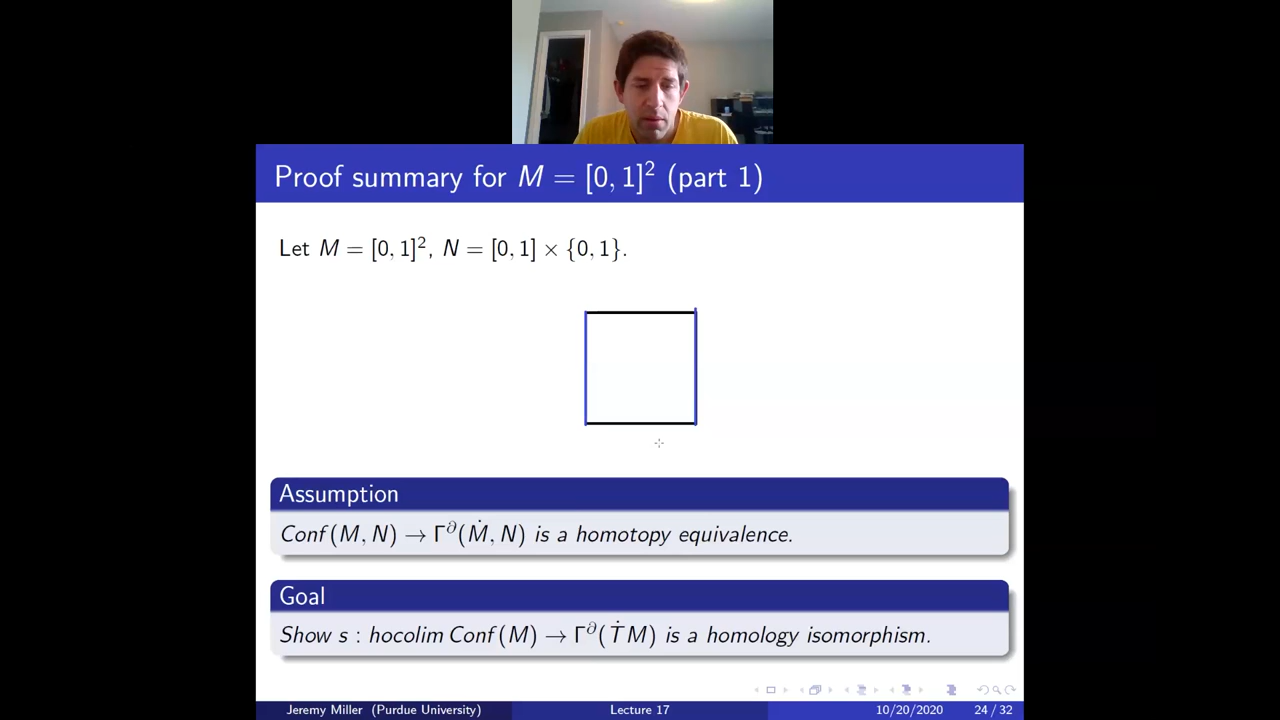 Proof summary for M = [0, 1]² (part 1)
Let M = [0, 1]², N = [0, 1] × {0, 1}.
Assumption
Conf(M, N) → Γ^∂(Ṁ, N) is a homotopy equivalence.
Goal
Show s : hocolim Conf(M) → Γ^∂(ṪM) is a homology isomorphism.
Jeremy Miller (Purdue University) Lecture 17 10/20/2020 24 / 32